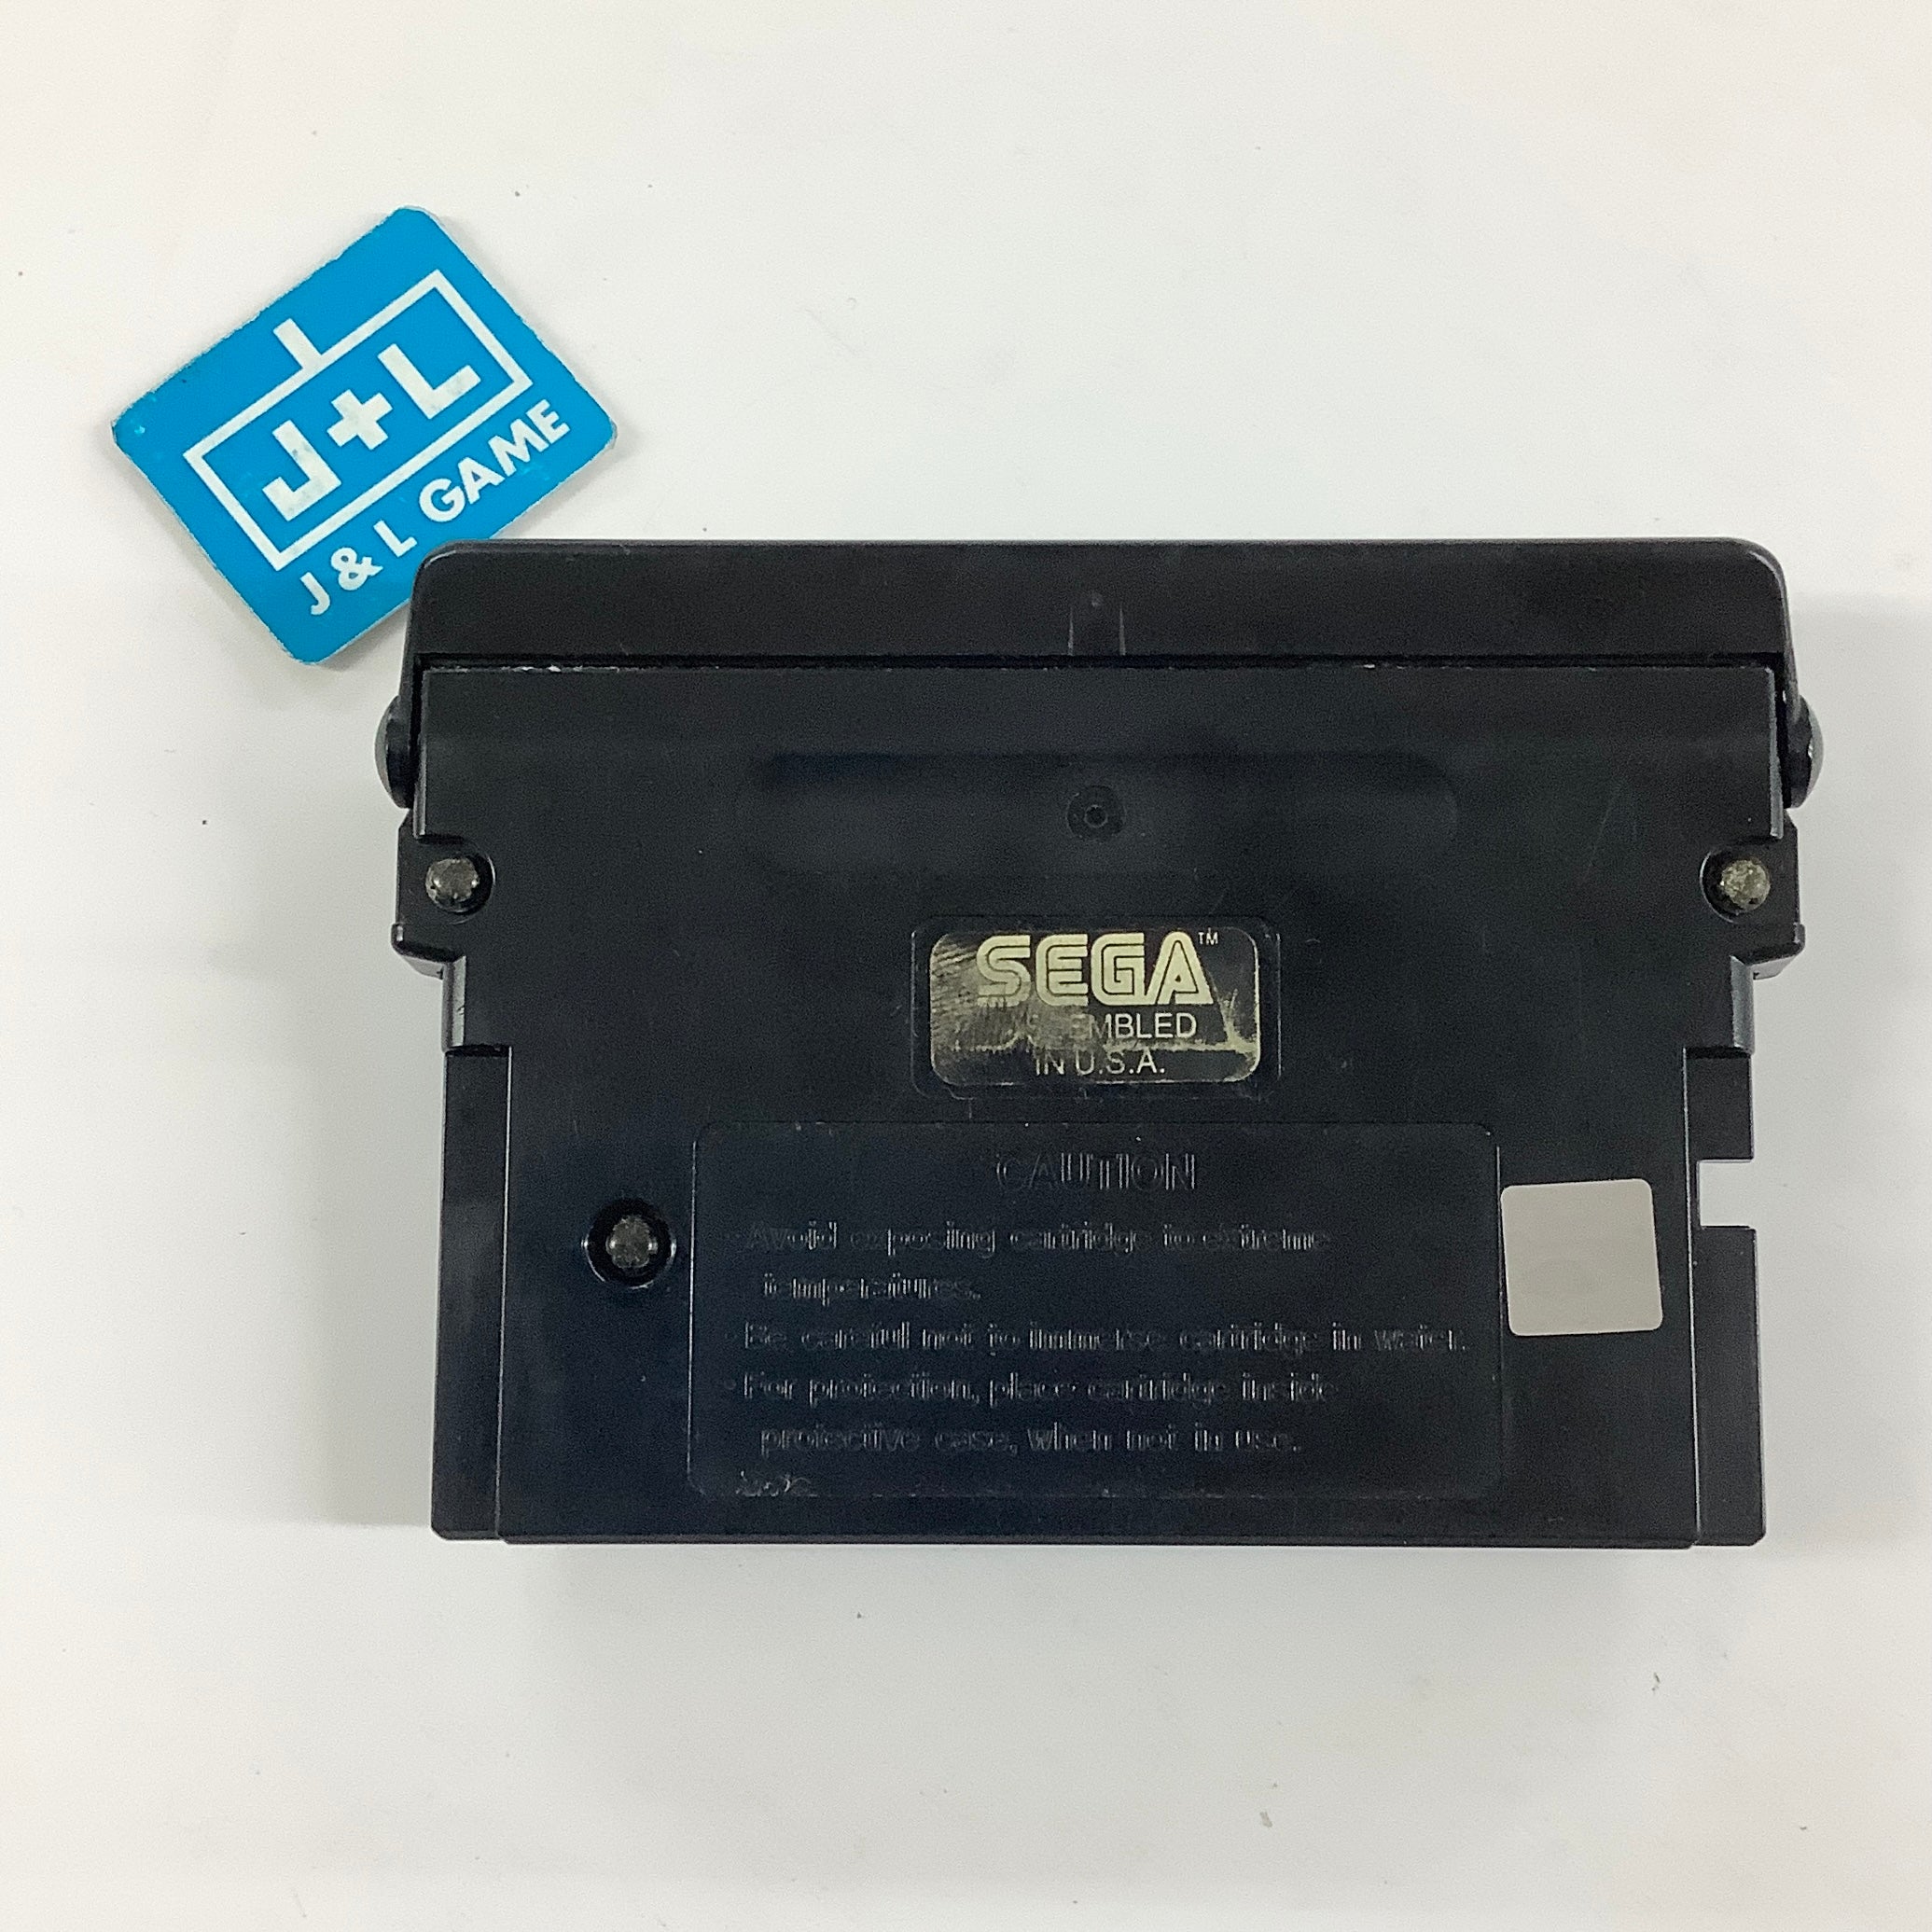 J+L
J & L GAME
SEGA™
EMBLED
IN U.S.A.
CAUTION
· Avoid exposing cartridge to extreme
temperatures.
· Be careful not to immerse cartridge in water.
· For protection, place cartridge inside
protective case, when not in use.